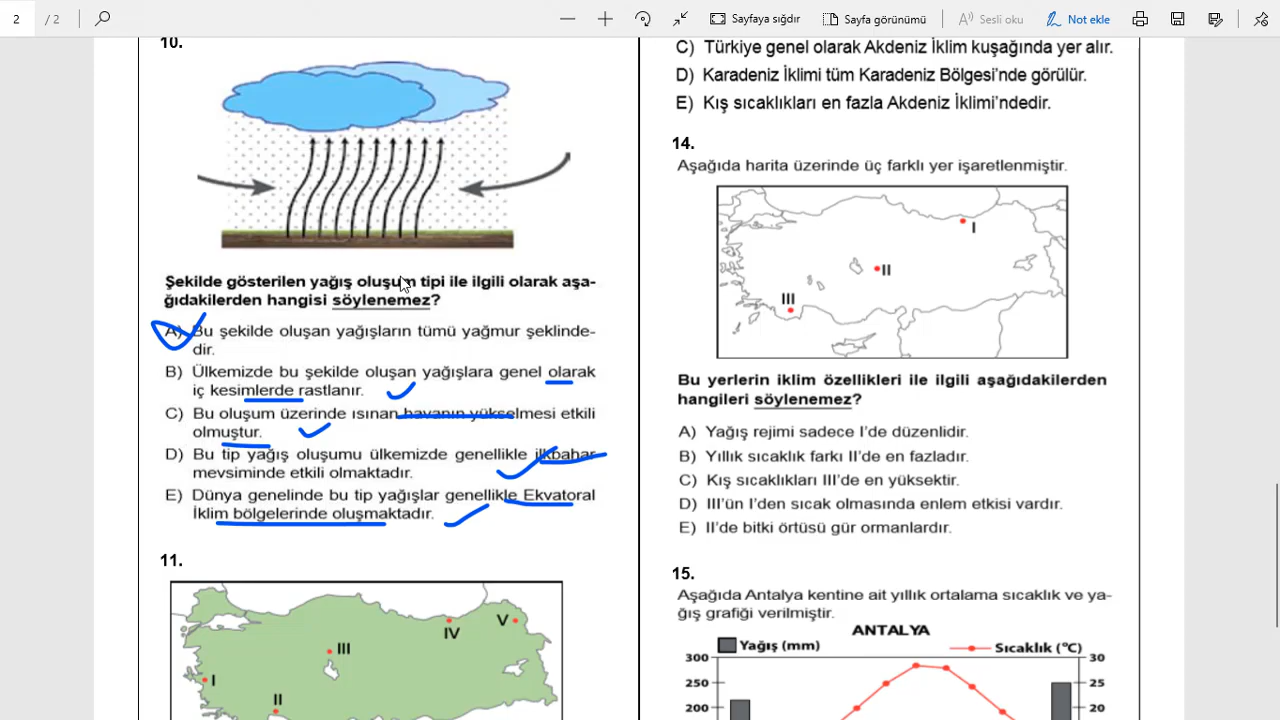 2 / 2
Sayfaya sığdır
Sayfa görünümü
Sesli oku
Not ekle
10.
Şekilde gösterilen yağış oluşum tipi ile ilgili olarak aşa-
ğıdakilerden hangisi söylenemez?
A) Bu şekilde oluşan yağışların tümü yağmur şeklinde-
dir.
B) Ülkemizde bu şekilde oluşan yağışlara genel olarak
iç kesimlerde rastlanır.
C) Bu oluşum üzerinde ısınan havanın yükselmesi etkili
olmuştur.
D) Bu tip yağış oluşumu ülkemizde genellikle ilkbahar
mevsiminde etkili olmaktadır.
E) Dünya genelinde bu tip yağışlar genellikle Ekvatoral
İklim bölgelerinde oluşmaktadır.
11.
I
II
III
IV
V
C) Türkiye genel olarak Akdeniz İklim kuşağında yer alır.
D) Karadeniz İklimi tüm Karadeniz Bölgesi'nde görülür.
E) Kış sıcaklıkları en fazla Akdeniz İklimi'ndedir.
14.
Aşağıda harita üzerinde üç farklı yer işaretlenmiştir.
I
II
III
Bu yerlerin iklim özellikleri ile ilgili aşağıdakilerden
hangileri söylenemez?
A) Yağış rejimi sadece I'de düzenlidir.
B) Yıllık sıcaklık farkı II'de en fazladır.
C) Kış sıcaklıkları III'de en yüksektir.
D) III'ün I'den sıcak olmasında enlem etkisi vardır.
E) II'de bitki örtüsü gür ormanlardır.
15.
Aşağıda Antalya kentine ait yıllık ortalama sıcaklık ve ya-
ğış grafiği verilmiştir.
ANTALYA
Yağış (mm) Sıcaklık (°C)
300 30
250 25
200 20